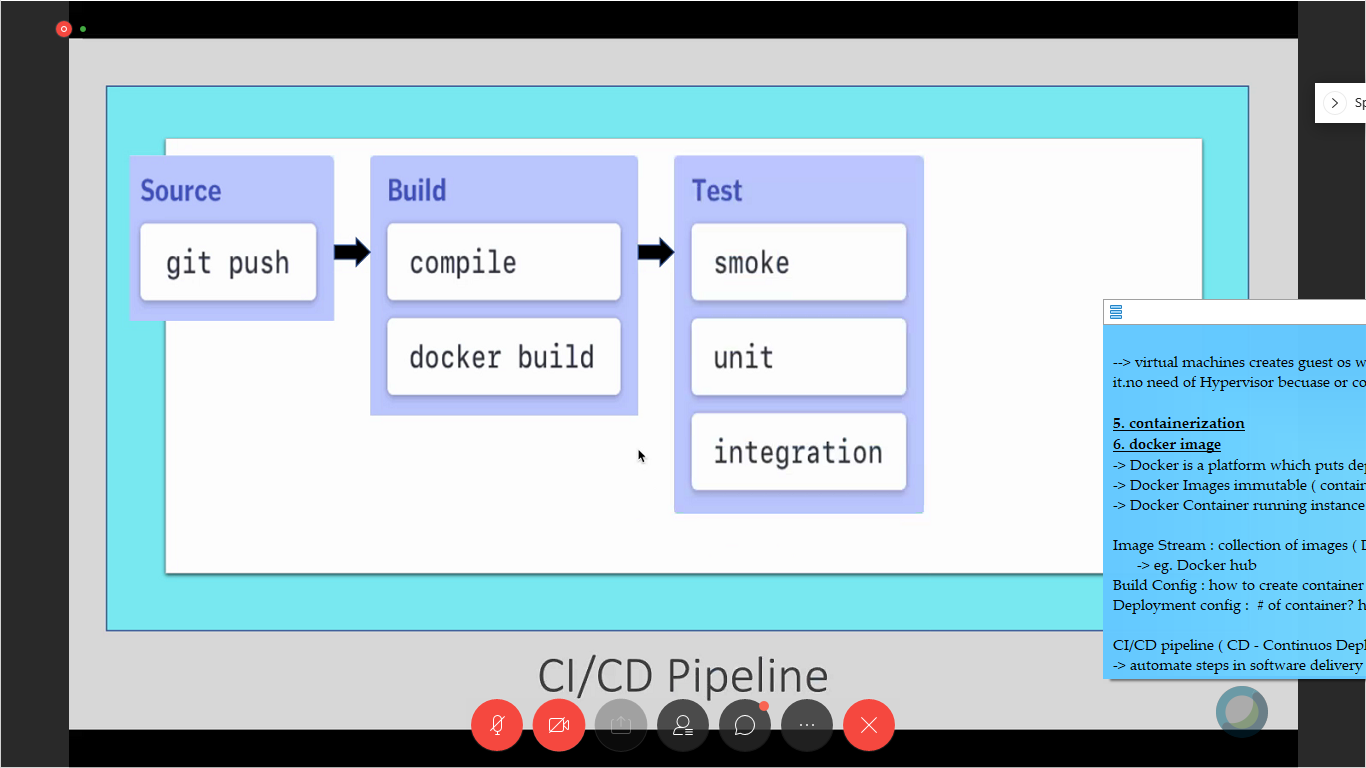 Source
git push
Build
compile
docker build
Test
smoke
unit
integration
CI/CD Pipeline
--> virtual machines creates guest os w
it.no need of Hypervisor becuase or co
5. containerization
6. docker image
-> Docker is a platform which puts de
-> Docker Images immutable ( contai
-> Docker Container running instance
Image Stream : collection of images (
-> eg. Docker hub
Build Config : how to create container
Deployment config : # of container? h
CI/CD pipeline ( CD - Continuos Dep
-> automate steps in software delivery